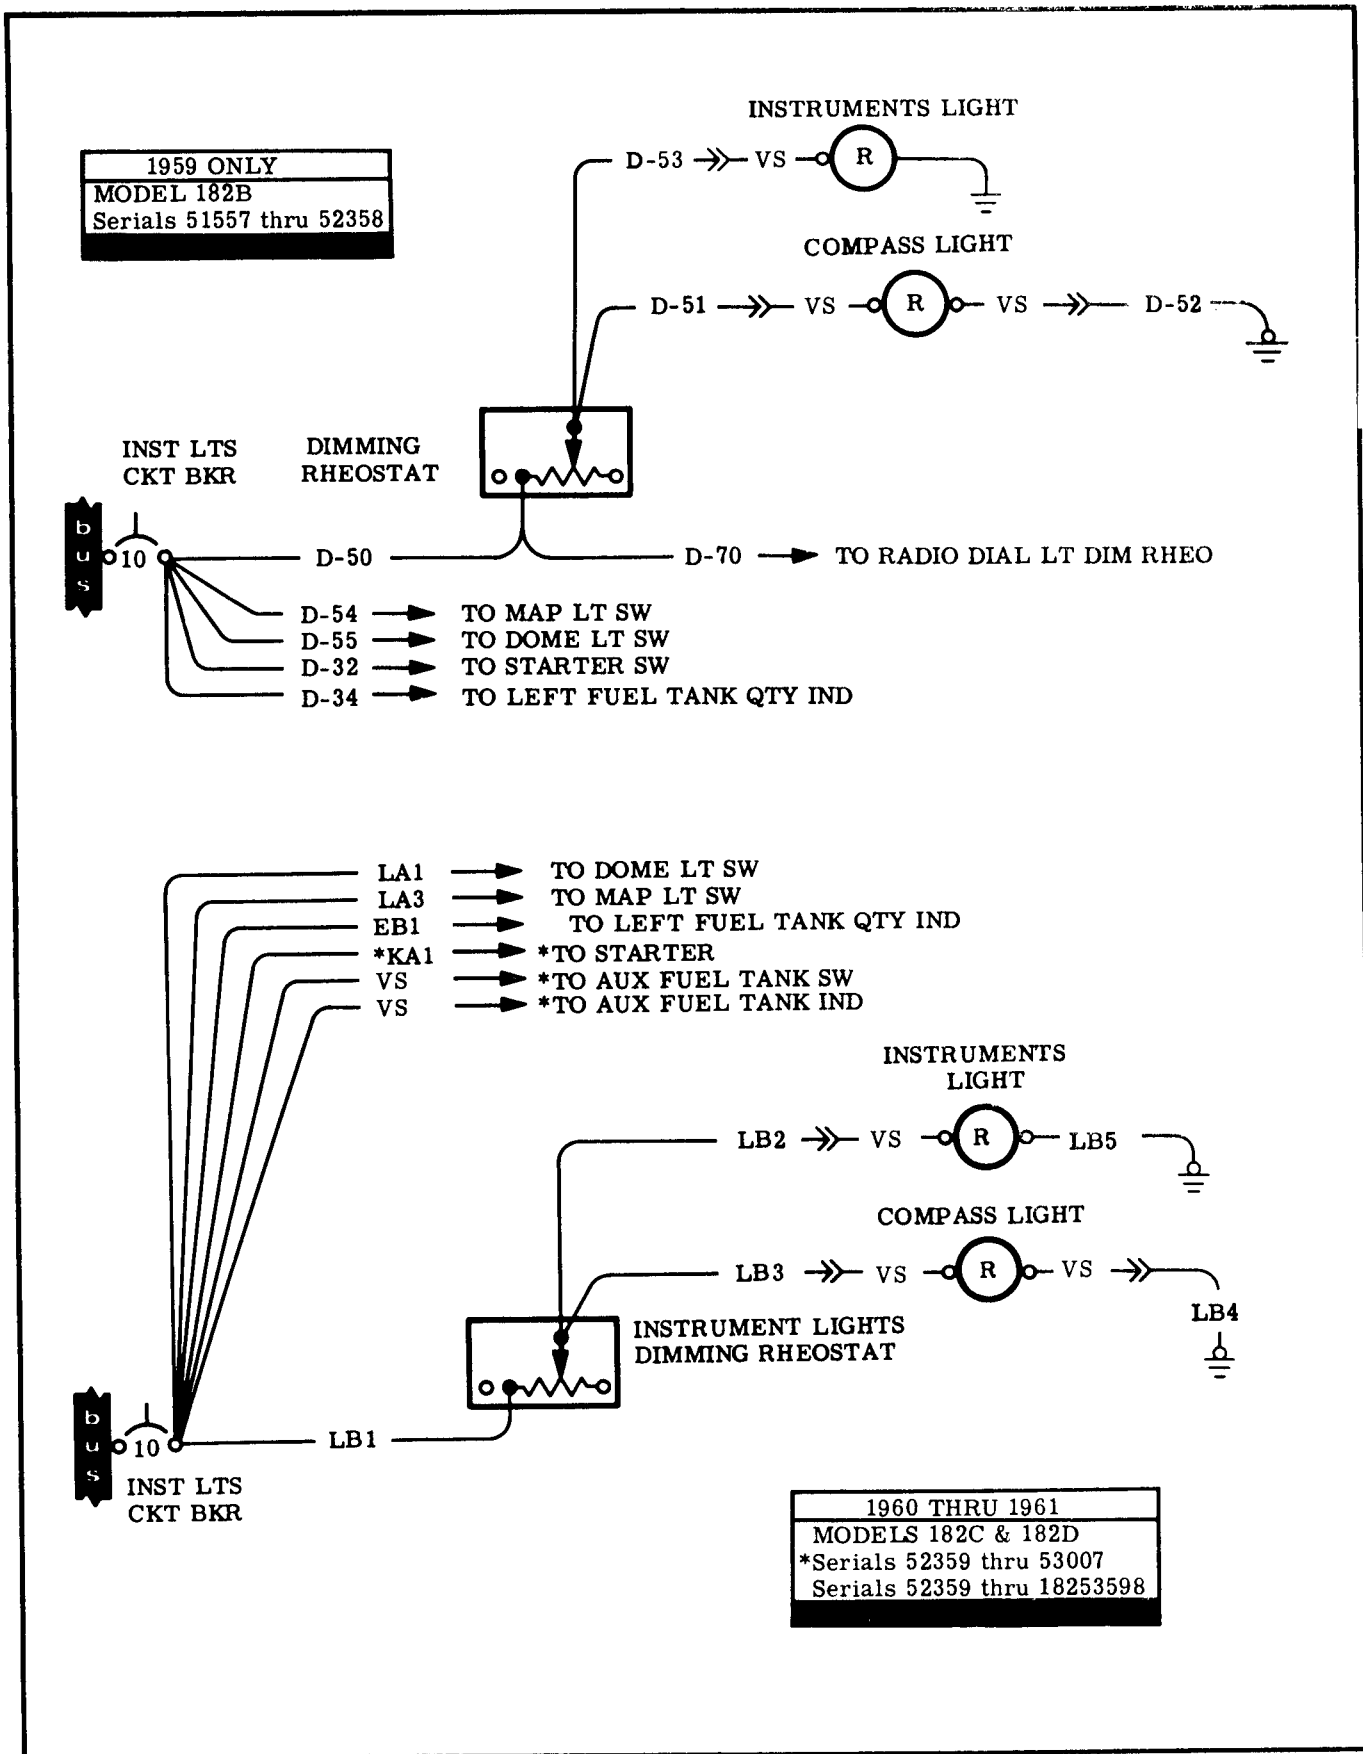 INSTRUMENTS LIGHT
1959 ONLY
MODEL 182B
Serials 51557 thru 52358
D-53 VS R
COMPASS LIGHT
D-51 VS R VS D-52
INST LTS
CKT BKR
DIMMING
RHEOSTAT
bus
10
D-50
D-70 TO RADIO DIAL LT DIM RHEO
D-54 TO MAP LT SW
D-55 TO DOME LT SW
D-32 TO STARTER SW
D-34 TO LEFT FUEL TANK QTY IND
LA1 TO DOME LT SW
LA3 TO MAP LT SW
EB1 TO LEFT FUEL TANK QTY IND
*KA1 *TO STARTER
VS *TO AUX FUEL TANK SW
VS *TO AUX FUEL TANK IND
INSTRUMENTS
LIGHT
LB2 VS R LB5
COMPASS LIGHT
LB3 VS R VS
LB4
INSTRUMENT LIGHTS
DIMMING RHEOSTAT
bus
10
LB1
INST LTS
CKT BKR
1960 THRU 1961
MODELS 182C & 182D
*Serials 52359 thru 53007
Serials 52359 thru 18253598